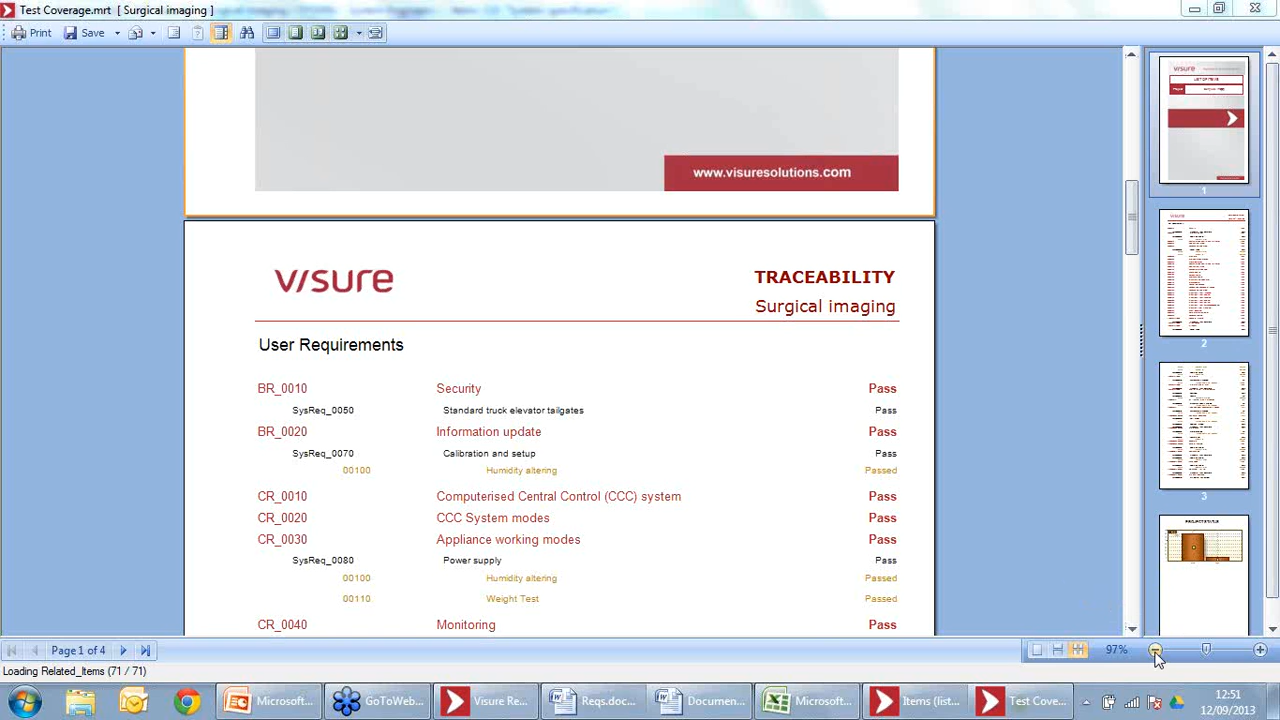 Test Coverage.mrt [ Surgical imaging ]
Print Save
www.visuresolutions.com
visure TRACEABILITY
Surgical imaging
User Requirements
BR_0010 Security Pass
SysReq_0050 Standard truck elevator tailgates Pass
BR_0020 Information update Pass
SysReq_0070 Calibration and setup Pass
00100 Humidity altering Passed
CR_0010 Computerised Central Control (CCC) system Pass
CR_0020 CCC System modes Pass
CR_0030 Appliance working modes Pass
SysReq_0080 Power supply Pass
00100 Humidity altering Passed
00110 Weight Test Passed
CR_0040 Monitoring Pass
visure
1
2
3
Page 1 of 4 97%
Loading Related_Items (71 / 71)
Microsoft... GoToWeb... Visure Re... Reqs.doc... Documen... Microsoft... Items (list... Test Cove... 12:51
12/09/2013